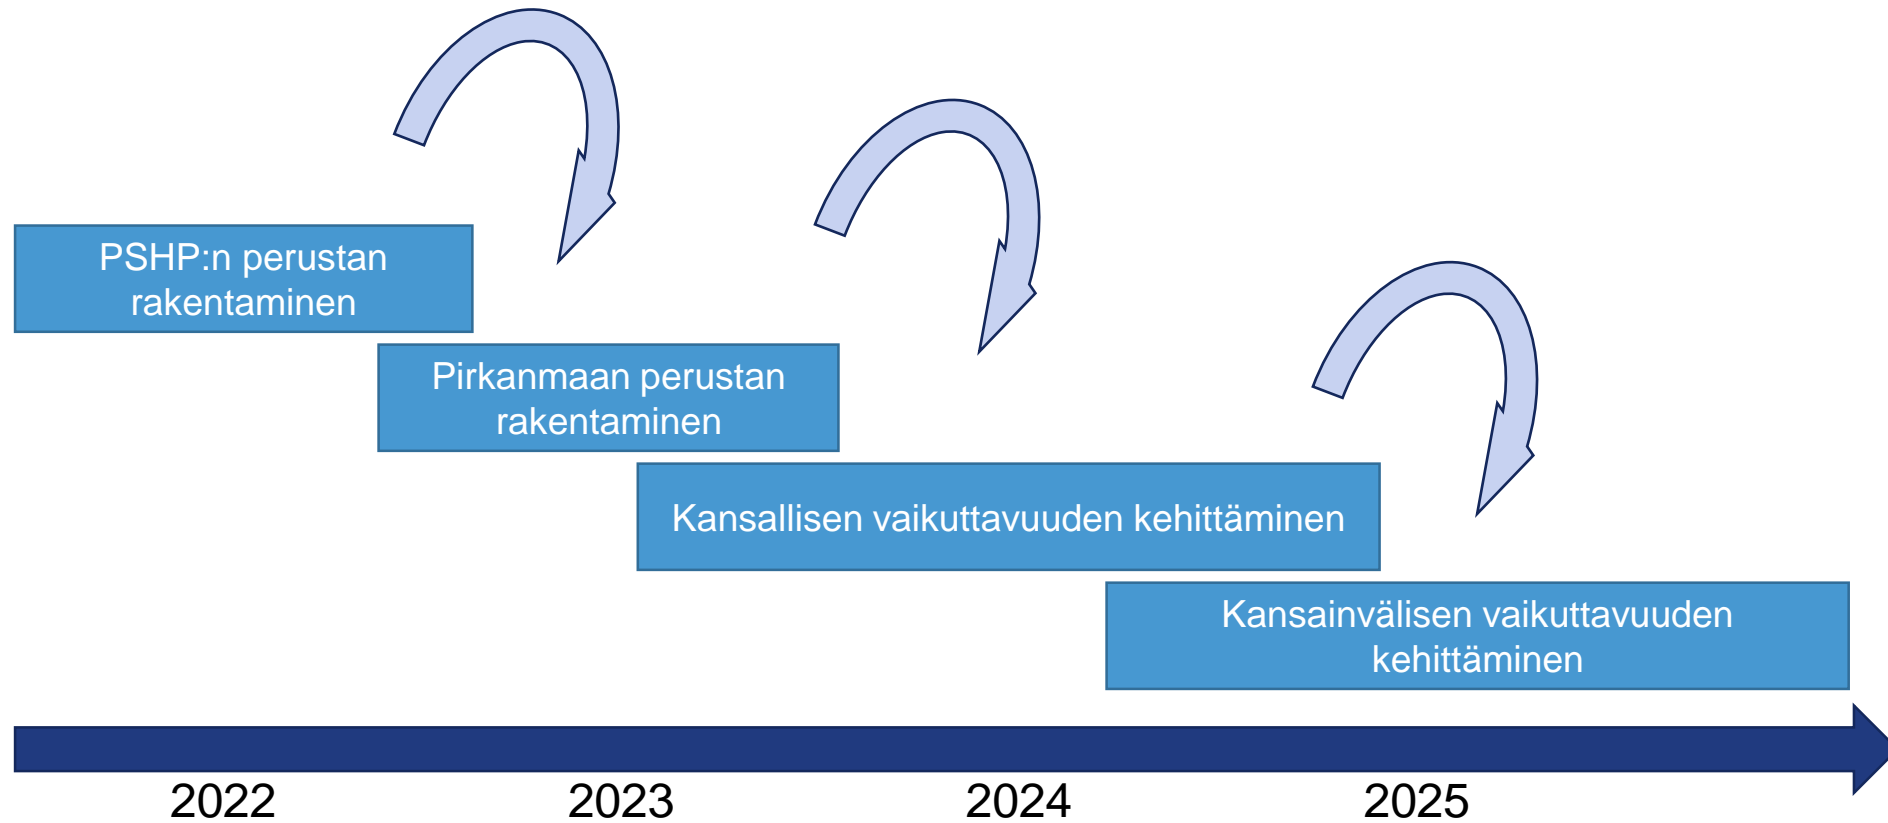 PSHP:n perustan
rakentaminen
Pirkanmaan perustan
rakentaminen
Kansallisen vaikuttavuuden kehittäminen
Kansainvälisen vaikuttavuuden
kehittäminen
2022 2023 2024 2025